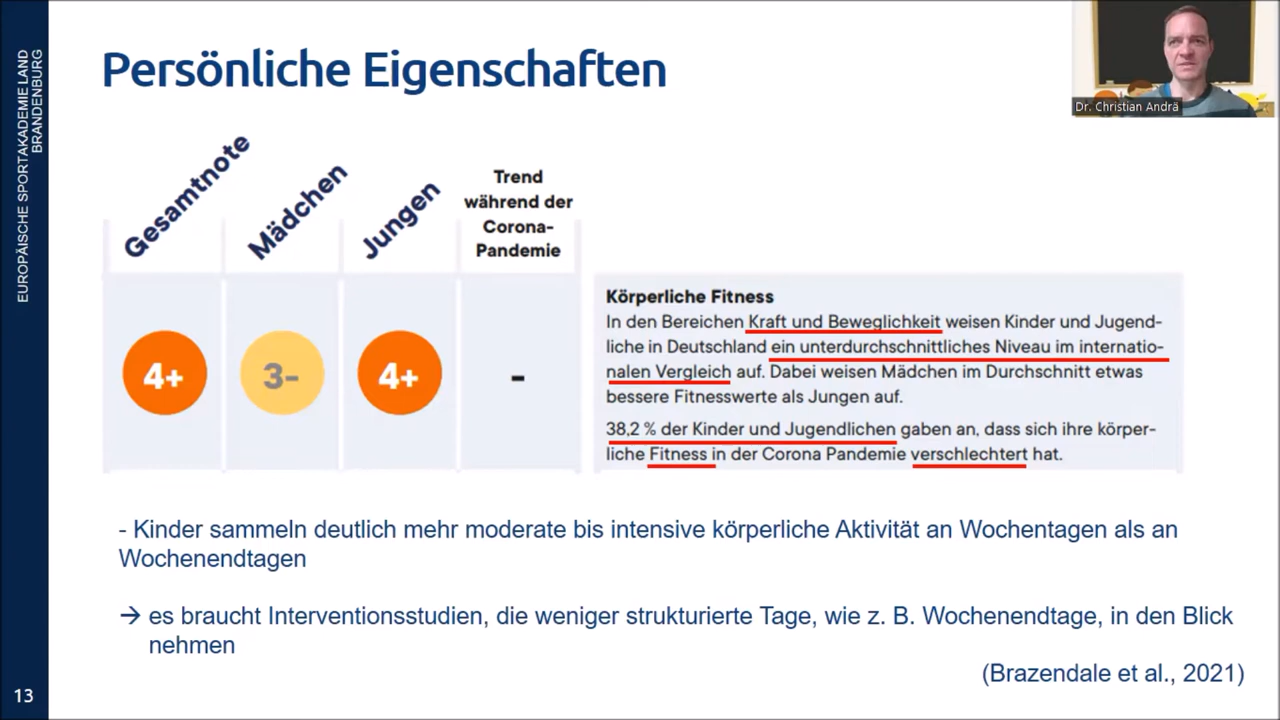 EUROPÄISCHE SPORTAKADEMIE LAND
BRANDENBURG
Persönliche Eigenschaften
Dr. Christian Andrä
Gesamtnote
Mädchen
Jungen
Trend
während der
Corona-
Pandemie
4+
3-
4+
-
Körperliche Fitness
In den Bereichen Kraft und Beweglichkeit weisen Kinder und Jugend-
liche in Deutschland ein unterdurchschnittliches Niveau im internatio-
nalen Vergleich auf. Dabei weisen Mädchen im Durchschnitt etwas
bessere Fitnesswerte als Jungen auf.
38,2 % der Kinder und Jugendlichen gaben an, dass sich ihre körper-
liche Fitness in der Corona Pandemie verschlechtert hat.
- Kinder sammeln deutlich mehr moderate bis intensive körperliche Aktivität an Wochentagen als an
Wochenendtagen
→ es braucht Interventionsstudien, die weniger strukturierte Tage, wie z. B. Wochenendtage, in den Blick
nehmen
(Brazendale et al., 2021)
13